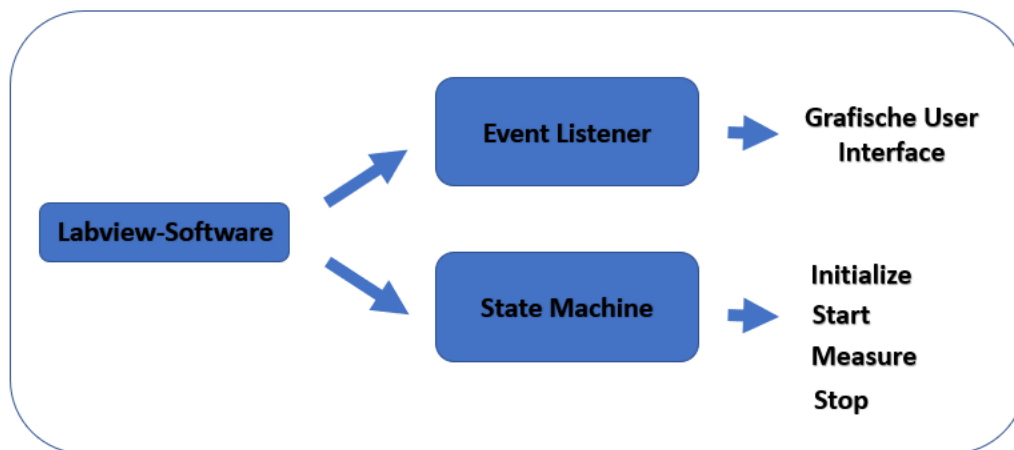 Labview-Software
Event Listener
Grafische User
Interface
State Machine
Initialize
Start
Measure
Stop